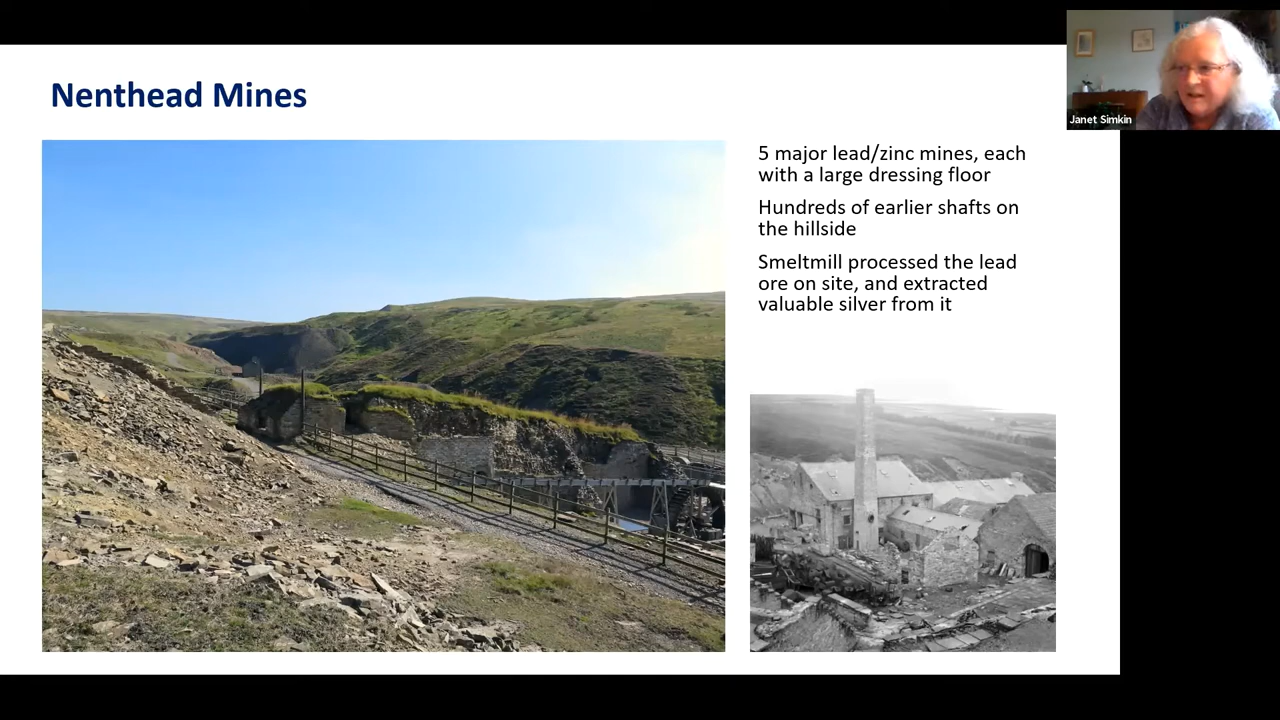 Nenthead Mines
Janet Simkin
5 major lead/zinc mines, each
with a large dressing floor
Hundreds of earlier shafts on
the hillside
Smeltmill processed the lead
ore on site, and extracted
valuable silver from it